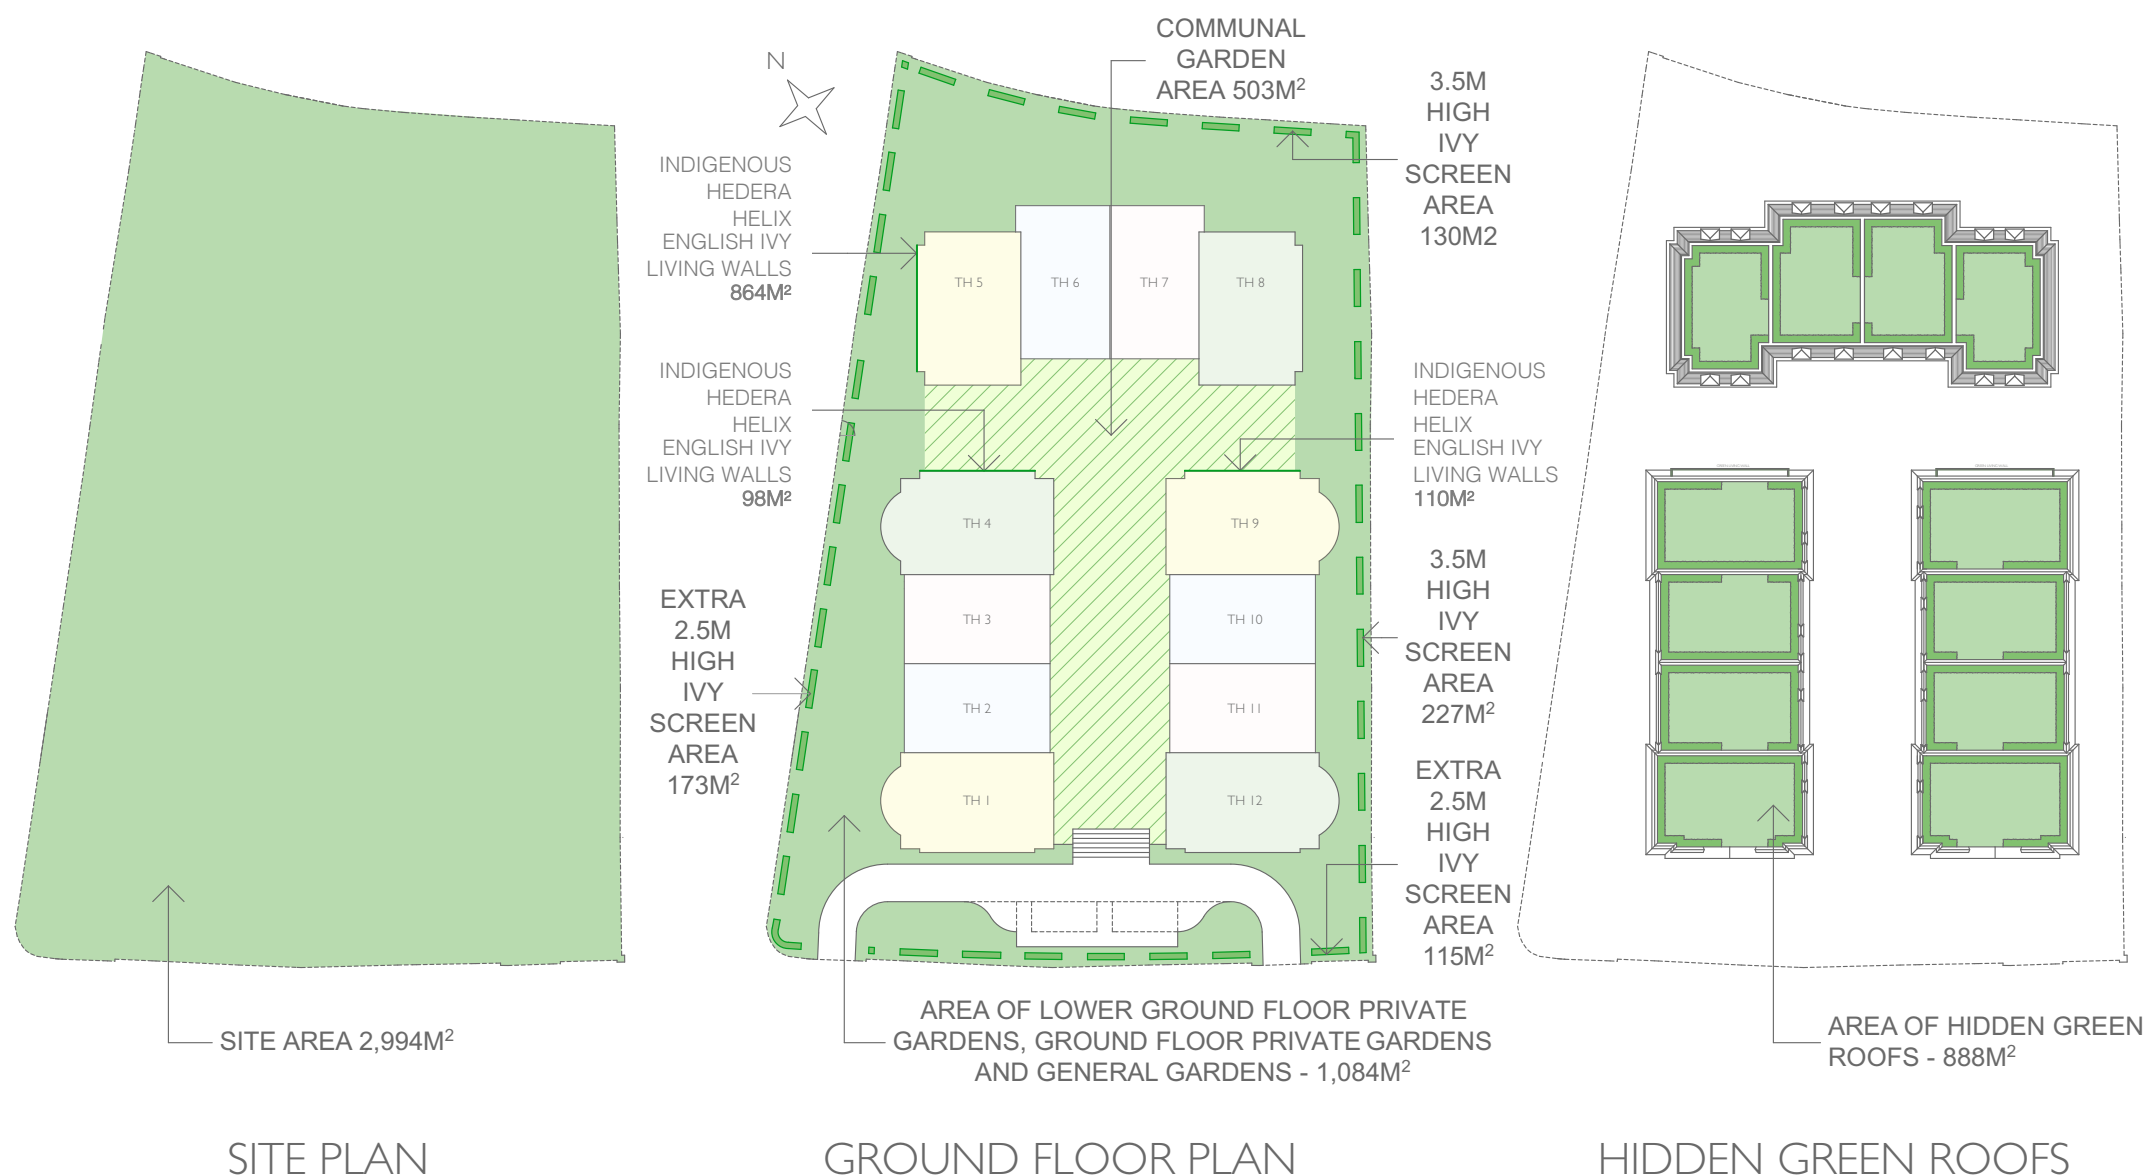 COMMUNAL
GARDEN
AREA 503M²
N
3.5M
HIGH
IVY
SCREEN
AREA
130M2
INDIGENOUS
HEDERA
HELIX
ENGLISH IVY
LIVING WALLS
864M²
TH 5
TH 6
TH 7
TH 8
INDIGENOUS
HEDERA
HELIX
ENGLISH IVY
LIVING WALLS
98M²
INDIGENOUS
HEDERA
HELIX
ENGLISH IVY
LIVING WALLS
110M²
TH 4
TH 9
TH 3
TH 10
TH 2
TH 11
TH 1
TH 12
EXTRA
2.5M
HIGH
IVY
SCREEN
AREA
173M²
3.5M
HIGH
IVY
SCREEN
AREA
227M²
EXTRA
2.5M
HIGH
IVY
SCREEN
AREA
115M²
SITE AREA 2,994M²
AREA OF LOWER GROUND FLOOR PRIVATE
GARDENS, GROUND FLOOR PRIVATE GARDENS
AND GENERAL GARDENS - 1,084M²
AREA OF HIDDEN GREEN
ROOFS - 888M²
SITE PLAN
GROUND FLOOR PLAN
HIDDEN GREEN ROOFS